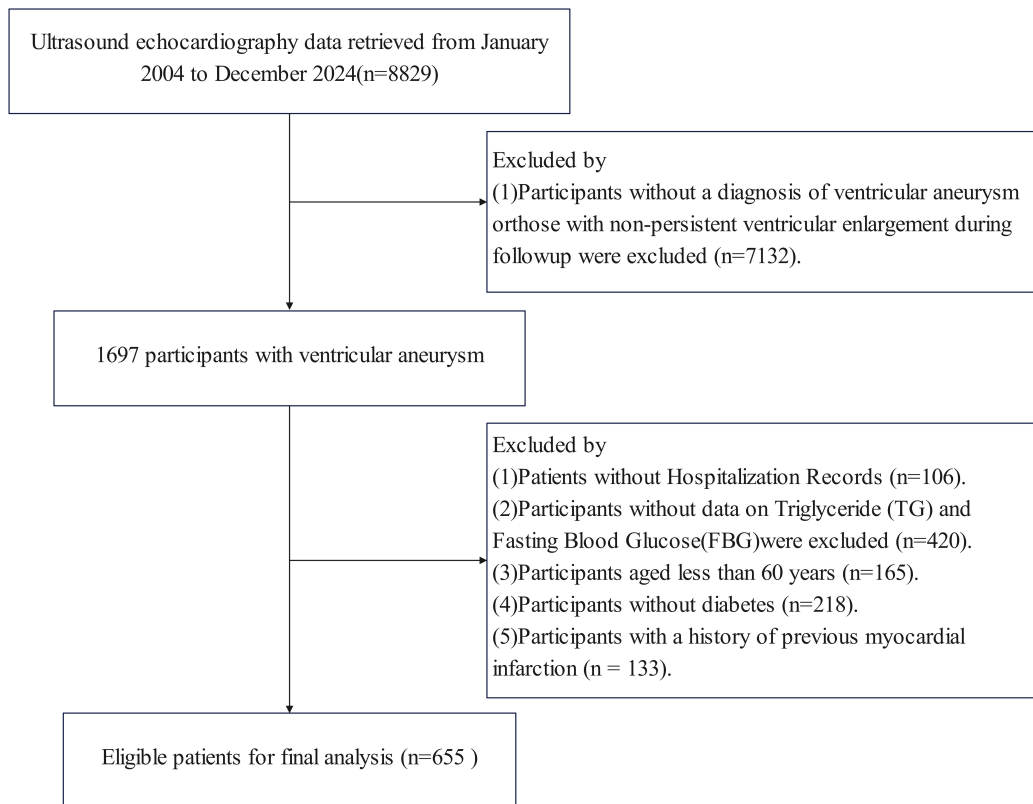 Ultrasound echocardiography data retrieved from January
2004 to December 2024(n=8829)
Excluded by
(1)Participants without a diagnosis of ventricular aneurysm
orthose with non-persistent ventricular enlargement during
followup were excluded (n=7132).
1697 participants with ventricular aneurysm
Excluded by
(1)Patients without Hospitalization Records (n=106).
(2)Participants without data on Triglyceride (TG) and
Fasting Blood Glucose(FBG)were excluded (n=420).
(3)Participants aged less than 60 years (n=165).
(4)Participants without diabetes (n=218).
(5)Participants with a history of previous myocardial
infarction (n = 133).
Eligible patients for final analysis (n=655 )